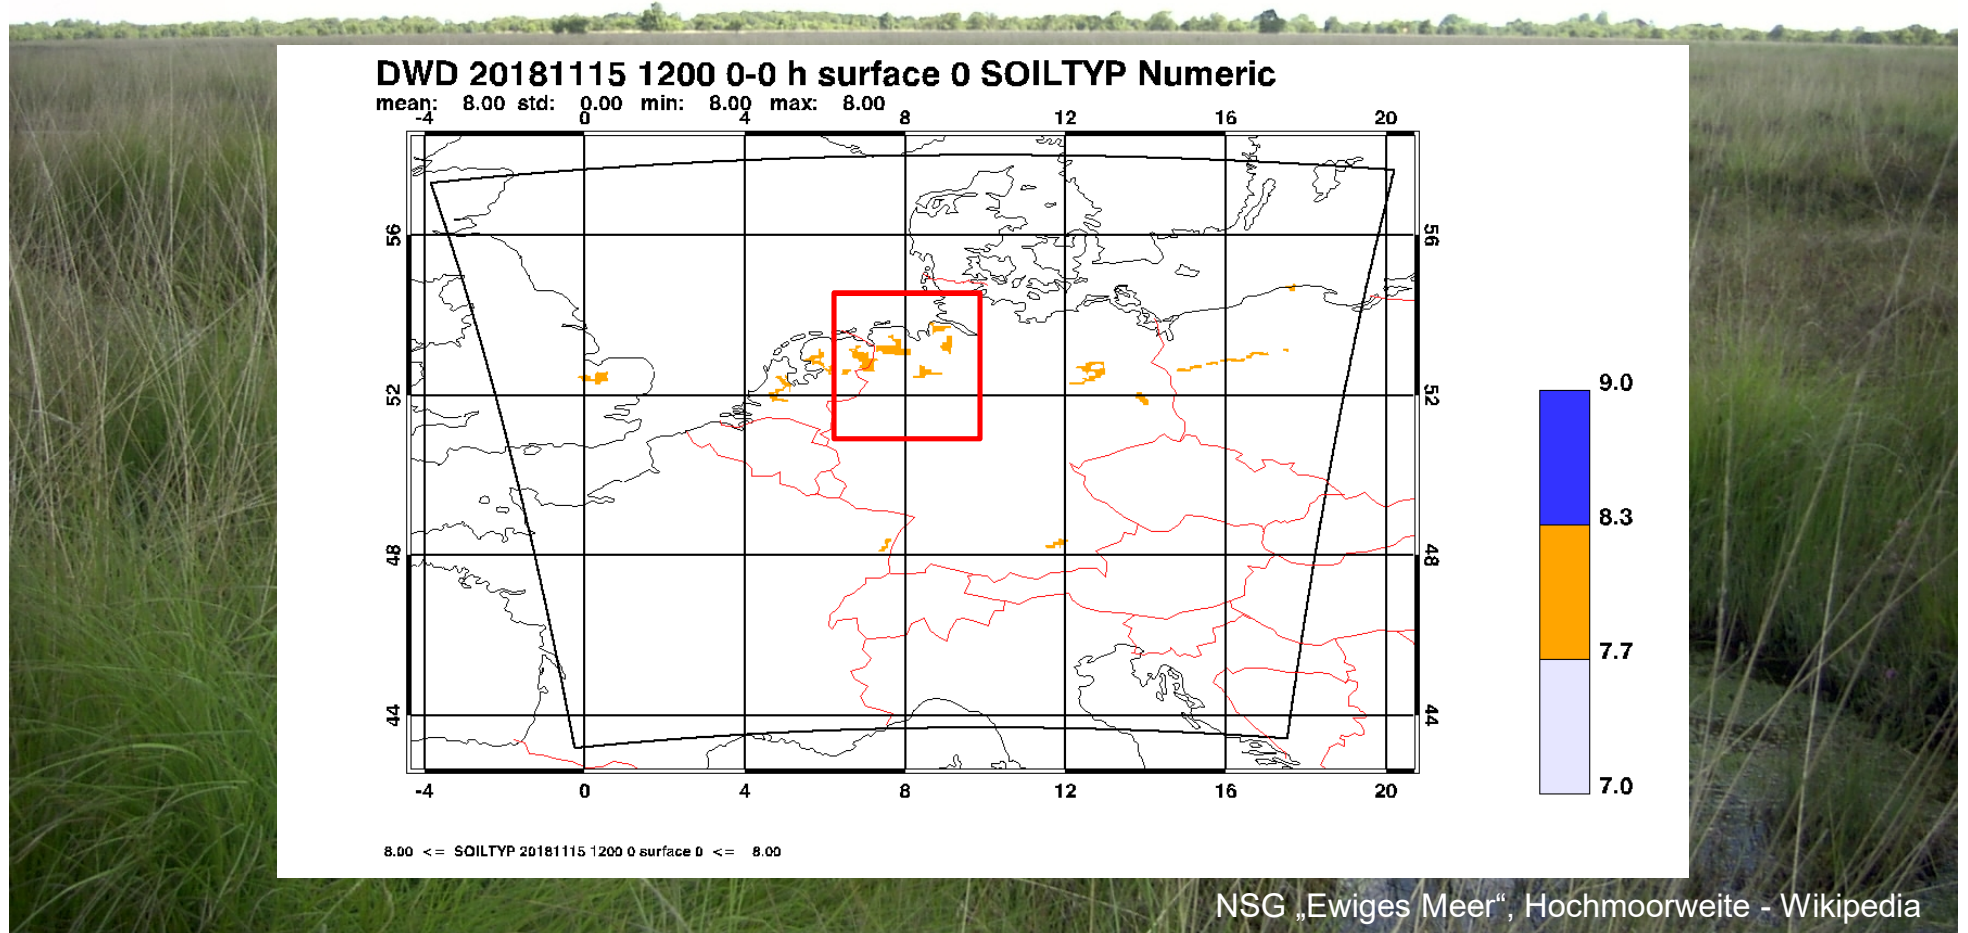 DWD 20181115 1200 0-0 h surface 0 SOILTYP Numeric
mean: 8.00 std: 0.00 min: 8.00 max: 8.00
-4 0 4 8 12 16 20
56 56
52 52
48 48
44 44
-4 0 4 8 12 16 20
9.0
8.3
7.7
7.0
8.00 <= SOILTYP 20181115 1200 0 surface 0 <= 8.00
NSG „Ewiges Meer“, Hochmoorweite - Wikipedia